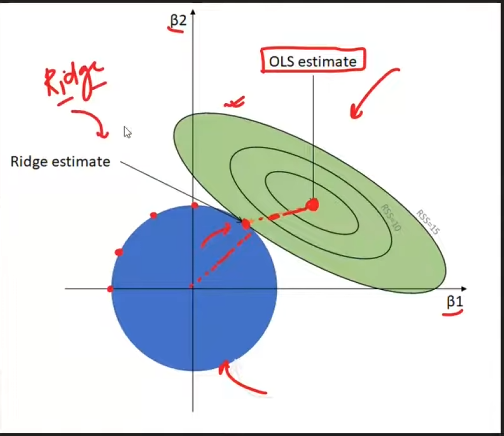 β2
OLS estimate
Ridge
Ridge estimate
RSS=10
RSS=15
β1